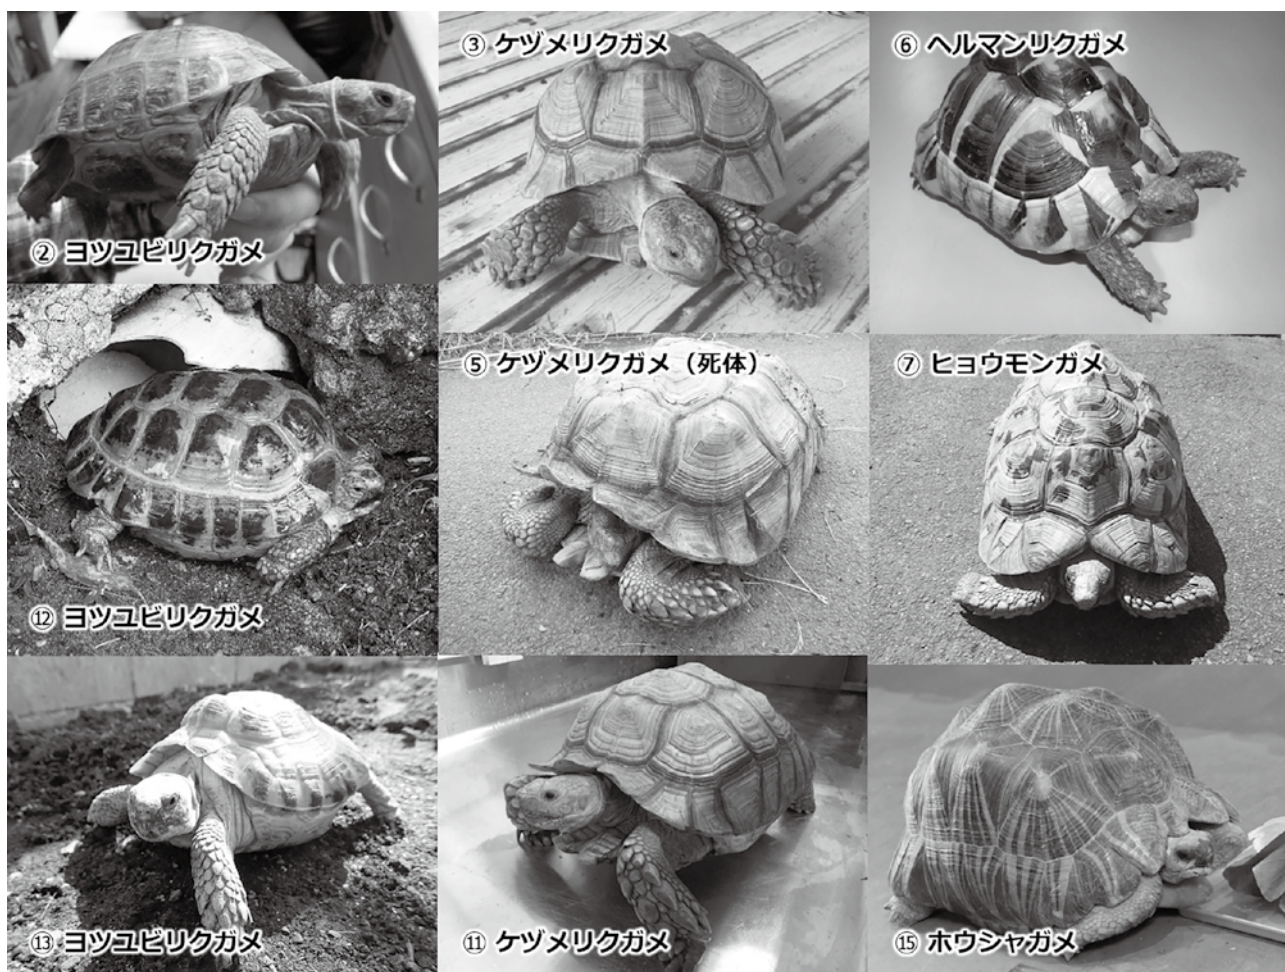 ② ヨツユビリクガメ
③ ケヅメリクガメ
⑥ ヘルマンリクガメ
⑫ ヨツユビリクガメ
⑤ ケヅメリクガメ（死体）
⑦ ヒョウモンガメ
⑬ ヨツユビリクガメ
⑪ ケヅメリクガメ
⑮ ホウシャガメ